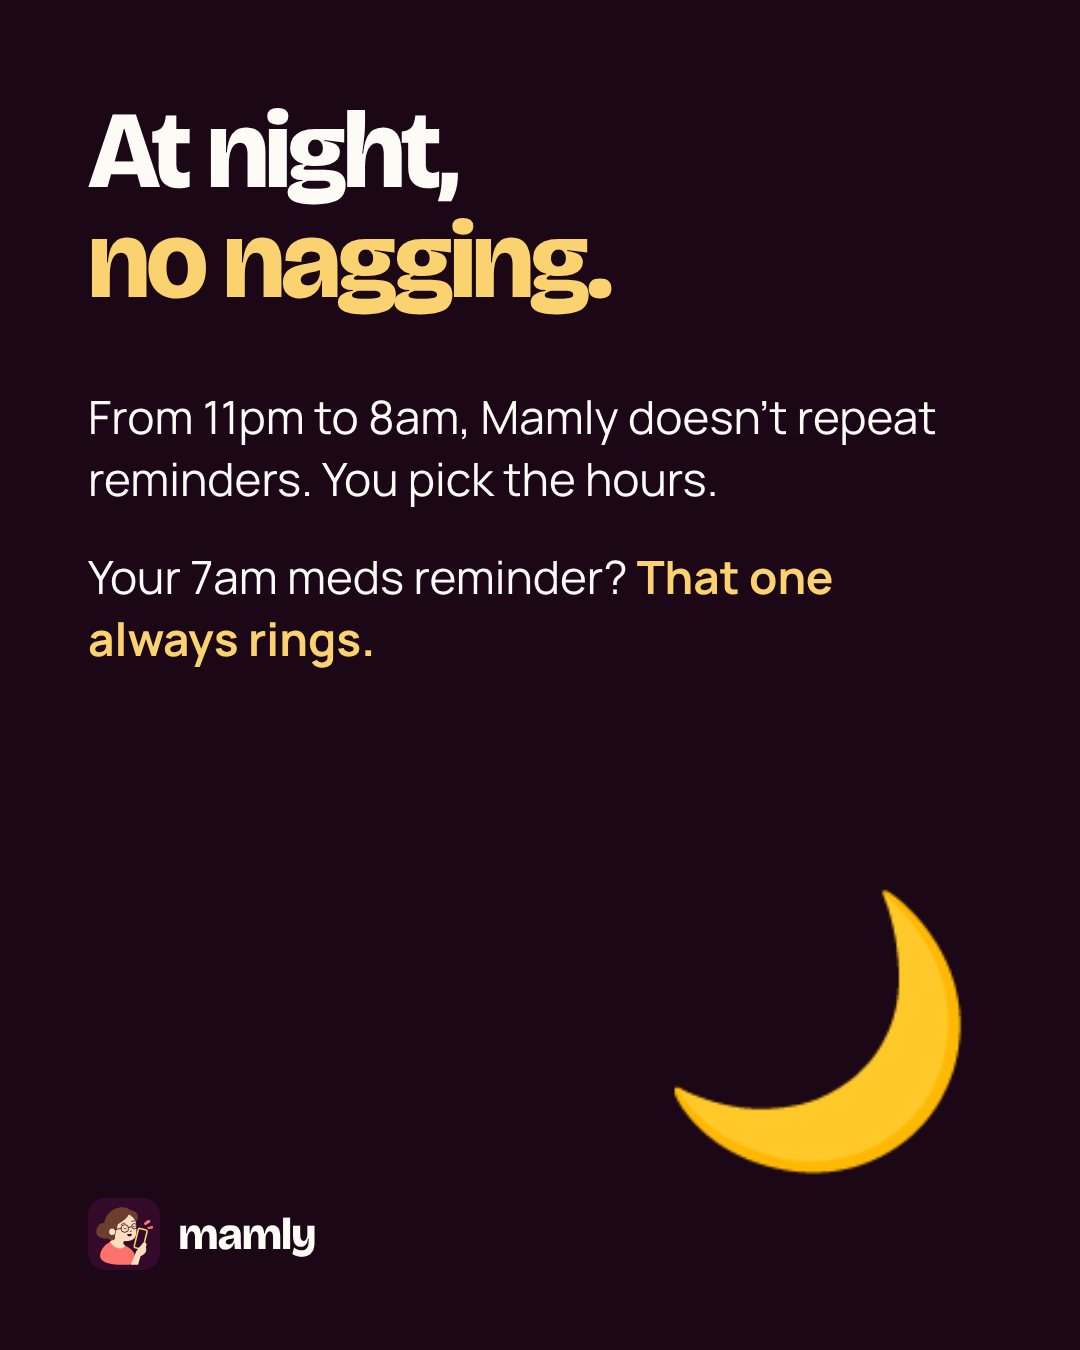 At night,
no nagging.
From 11pm to 8am, Mamly doesn’t repeat
reminders. You pick the hours.
Your 7am meds reminder? That one
always rings.
mamly